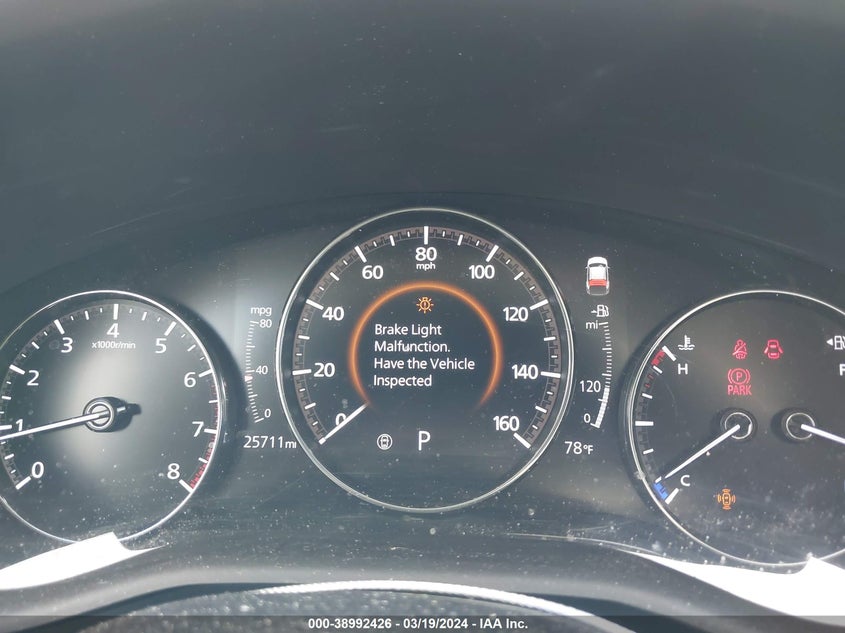 mpg
80
40
0
25711mi
0
1
2
3
4
5
6
7
8
x1000r/min
0
20
40
60
80
mph
100
120
140
160
Brake Light
Malfunction.
Have the Vehicle
Inspected
P
mi
120
0
78°F
H
C
P
PARK
F
000-38992426 - 03/19/2024 - IAA Inc.